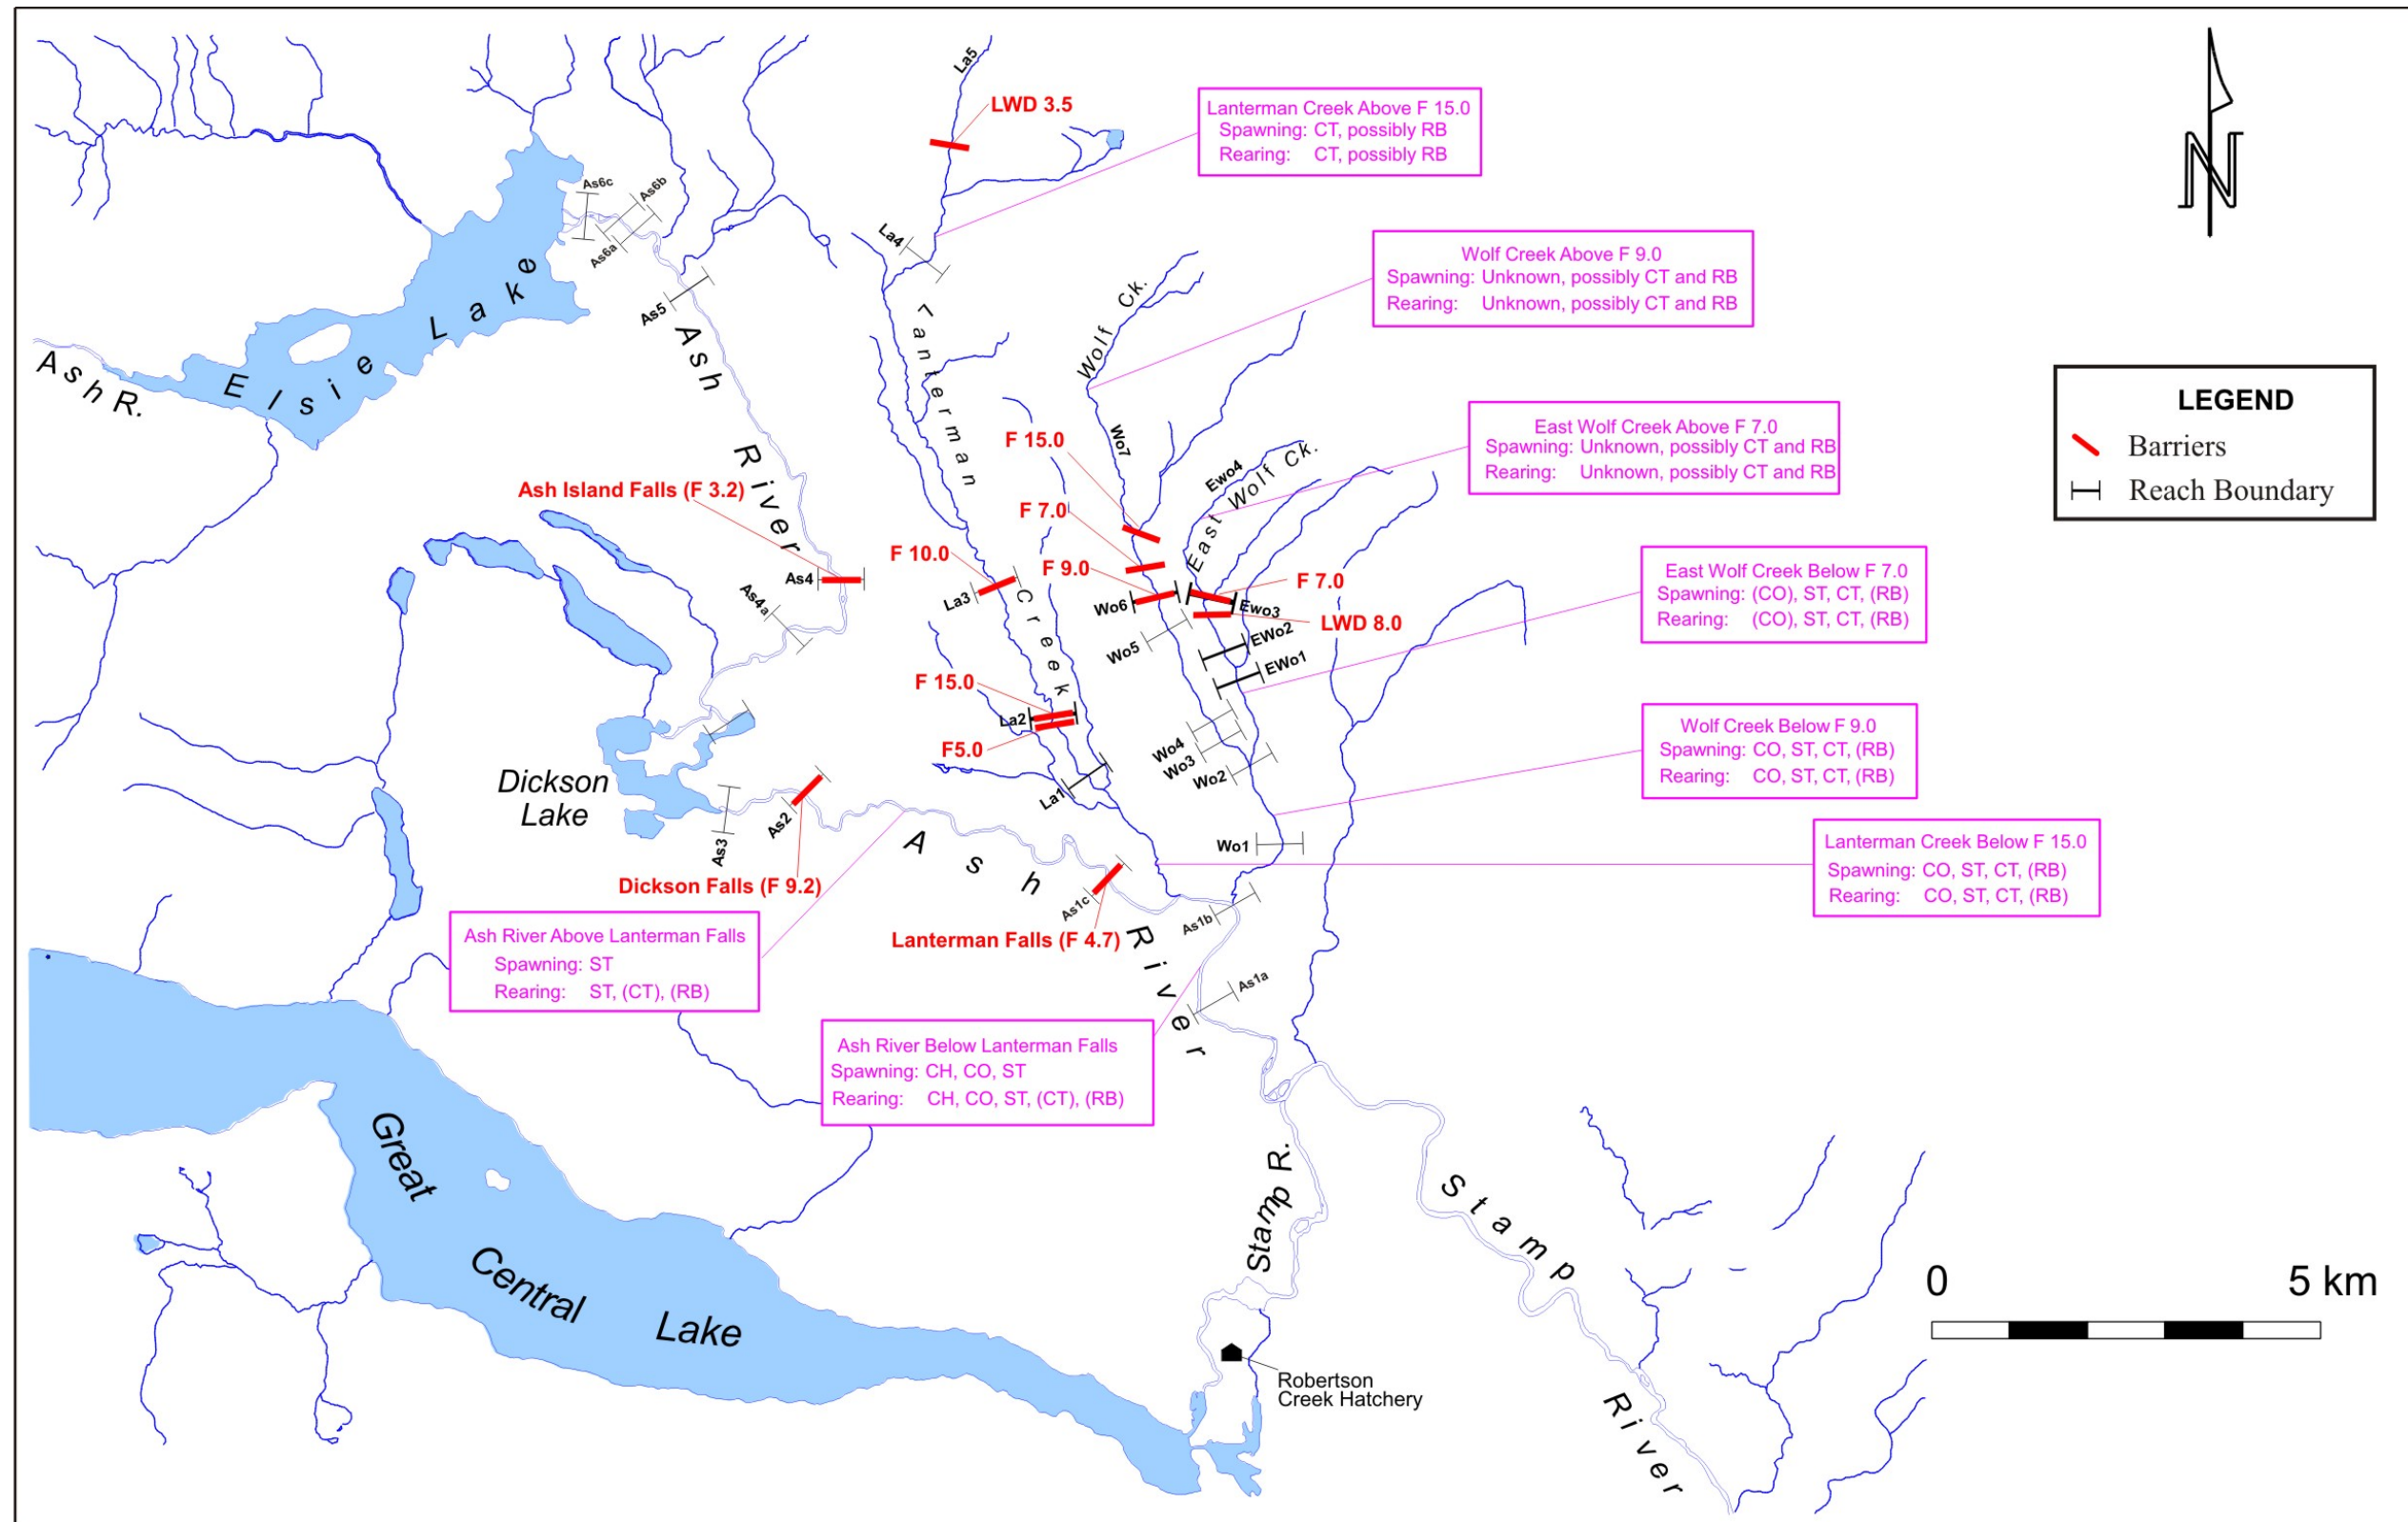 La5
LWD 3.5
Lanterman Creek Above F 15.0
Spawning: CT, possibly RB
Rearing: CT, possibly RB
N
As6c
As6b
As6a
La4
Wolf Creek Above F 9.0
Spawning: Unknown, possibly CT and RB
Rearing: Unknown, possibly CT and RB
As5
Ash River
Elsie Lake
Ash R.
Lanterman Creek
Wolf Ck.
Wo7
LEGEND
Barriers
Reach Boundary
East Wolf Creek Above F 7.0
Spawning: Unknown, possibly CT and RB
Rearing: Unknown, possibly CT and RB
F 15.0
Ewo4
East Wolf Ck.
Ash Island Falls (F 3.2)
F 7.0
F 10.0
F 9.0
As4
As4a
La3
Wo6
F 7.0
Ewo3
LWD 8.0
East Wolf Creek Below F 7.0
Spawning: (CO), ST, CT, (RB)
Rearing: (CO), ST, CT, (RB)
Wo5
EWo2
EWo1
F 15.0
La2
F5.0
Wo4
Wo3
Wo2
Wolf Creek Below F 9.0
Spawning: CO, ST, CT, (RB)
Rearing: CO, ST, CT, (RB)
Dickson
Lake
La1
As3
As2
Wo1
Lanterman Creek Below F 15.0
Spawning: CO, ST, CT, (RB)
Rearing: CO, ST, CT, (RB)
Dickson Falls (F 9.2)
Ash River
As1c
As1b
Lanterman Falls (F 4.7)
Ash River Above Lanterman Falls
Spawning: ST
Rearing: ST, (CT), (RB)
As1a
Ash River Below Lanterman Falls
Spawning: CH, CO, ST
Rearing: CH, CO, ST, (CT), (RB)
Great Central Lake
Stamp R.
Stamp River
0 5 km
Robertson
Creek Hatchery